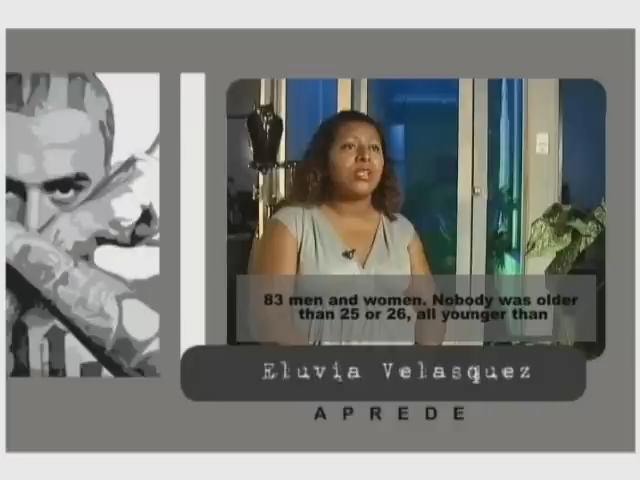 83 men and women. Nobody was older
than 25 or 26, all younger than
Eluvia Velasquez
APREDE